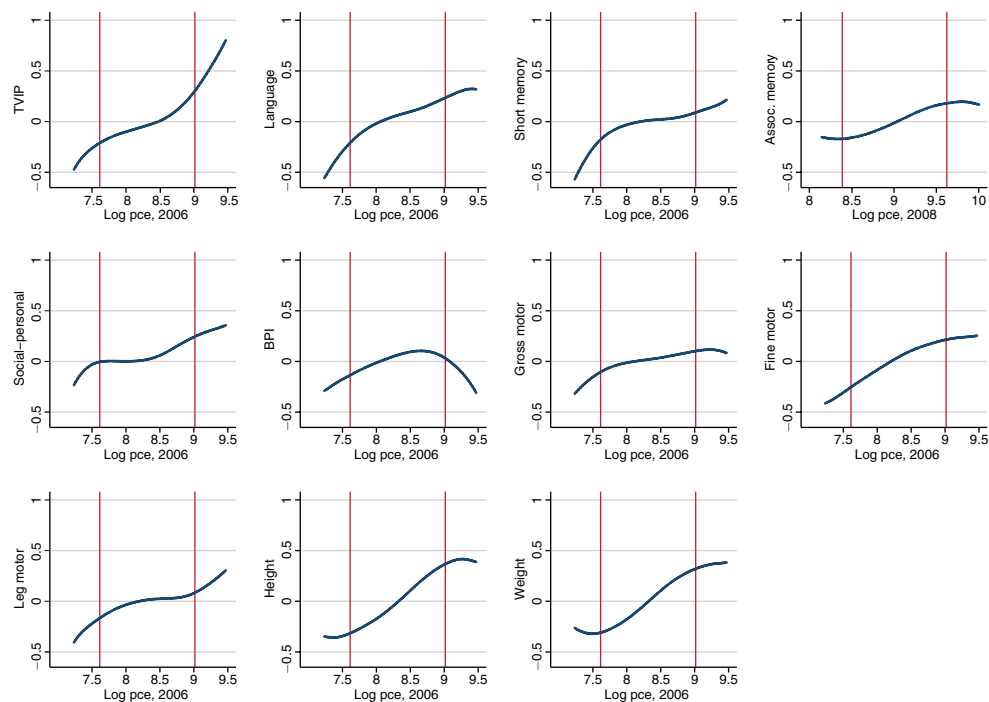 TVIP
1
0.5
0
−0.5
7.5 8 8.5 9 9.5
Log pce, 2006
Language
1
0.5
0
−0.5
7.5 8 8.5 9 9.5
Log pce, 2006
Short memory
1
0.5
0
−0.5
7.5 8 8.5 9 9.5
Log pce, 2006
Assoc. memory
1
0.5
0
−0.5
8 8.5 9 9.5 10
Log pce, 2008
Social−personal
1
0.5
0
−0.5
7.5 8 8.5 9 9.5
Log pce, 2006
BPI
1
0.5
0
−0.5
7.5 8 8.5 9 9.5
Log pce, 2006
Gross motor
1
0.5
0
−0.5
7.5 8 8.5 9 9.5
Log pce, 2006
Fine motor
1
0.5
0
−0.5
7.5 8 8.5 9 9.5
Log pce, 2006
Leg motor
1
0.5
0
−0.5
7.5 8 8.5 9 9.5
Log pce, 2006
Height
1
0.5
0
−0.5
7.5 8 8.5 9 9.5
Log pce, 2006
Weight
1
0.5
0
−0.5
7.5 8 8.5 9 9.5
Log pce, 2006